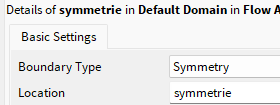 Details of symmetrie in Default Domain in Flow A
Basic Settings
Boundary Type Symmetry
Location symmetrie